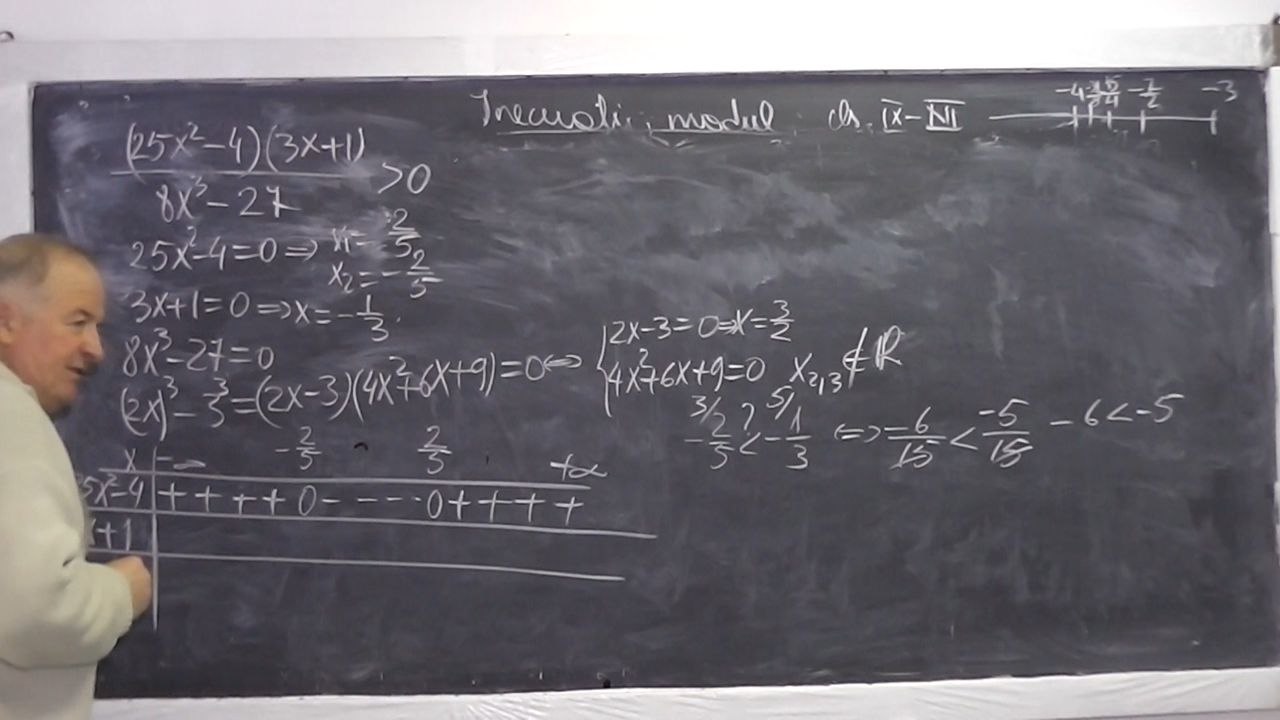 Inecuații, modul, cls. IX-XII
-4 -1/2 -3
(25x²-4)(3x+1)
8x³-27 >0
25x²-4=0 ⇒ x₁=2/5
x₂=-2/5
3x+1=0 ⇒ x=-1/3.
8x³-27=0
(2x)³-3³=(2x-3)(4x²+6x+9)=0 ⇔ { 2x-3=0 ⇒ x=3/2
4x²+6x+9=0 x₂,₃ ∉ ℝ
3/ -2/5 <? 5/ -1/3 ⇔ -6/15 < -5/15 -6<-5
x -∞ -2/5 2/5 +∞
5x²-4 + + + + 0 - - - - 0 + + + +
+1